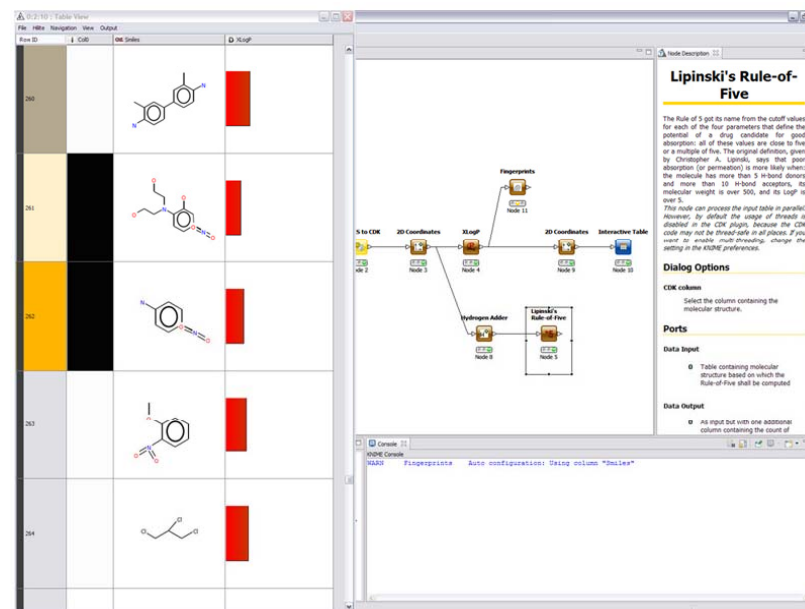 0:2:10 : Table View
File Hilite Navigation View Output
Row ID
Col0
Smiles
XLogP
260
261
262
263
264
N
N
O
O
N
O
N
O
N
O
N
O
O
N
O
Cl
Cl
Cl
S to CDK
2D Coordinates
XLogP
Fingerprints
2D Coordinates
Interactive Table
Node 3
Node 4
Node 11
Node 9
Node 10
Hydrogen Adder
Lipinski's
Rule-of-Five
Node 8
Node 5
Node Description
Lipinski's Rule-of-
Five
The Rule of 5 got its name from the cutoff values
for each of the four parameters that define the
potential of a drug candidate for good
absorption: all of these values are close to five
or a multiple of five. The original definition, given
by Christopher A. Lipinski, says that poor
absorption (or permeation) is more likely when:
the molecule has more than 5 H-bond donors
and more than 10 H-bond acceptors, its
molecular weight is over 500, and its LogP is
over 5.
This node can process the input table in parallel.
However, by default the usage of threads is
disabled in the CDK plugin, because the CDK
code may not be thread-safe in all places. If you
want to enable multi-threading, change the
setting in the KNIME preferences.
Dialog Options
CDK column
Select the column containing the
molecular structure.
Ports
Data Input
0 Table containing molecular
structure based on which the
Rule-of-Five shall be computed
Data Output
0 As input but with one additional
column containing the count of
Console
KNIME Console
WARN Fingerprints Auto configuration: Using column "Smiles"